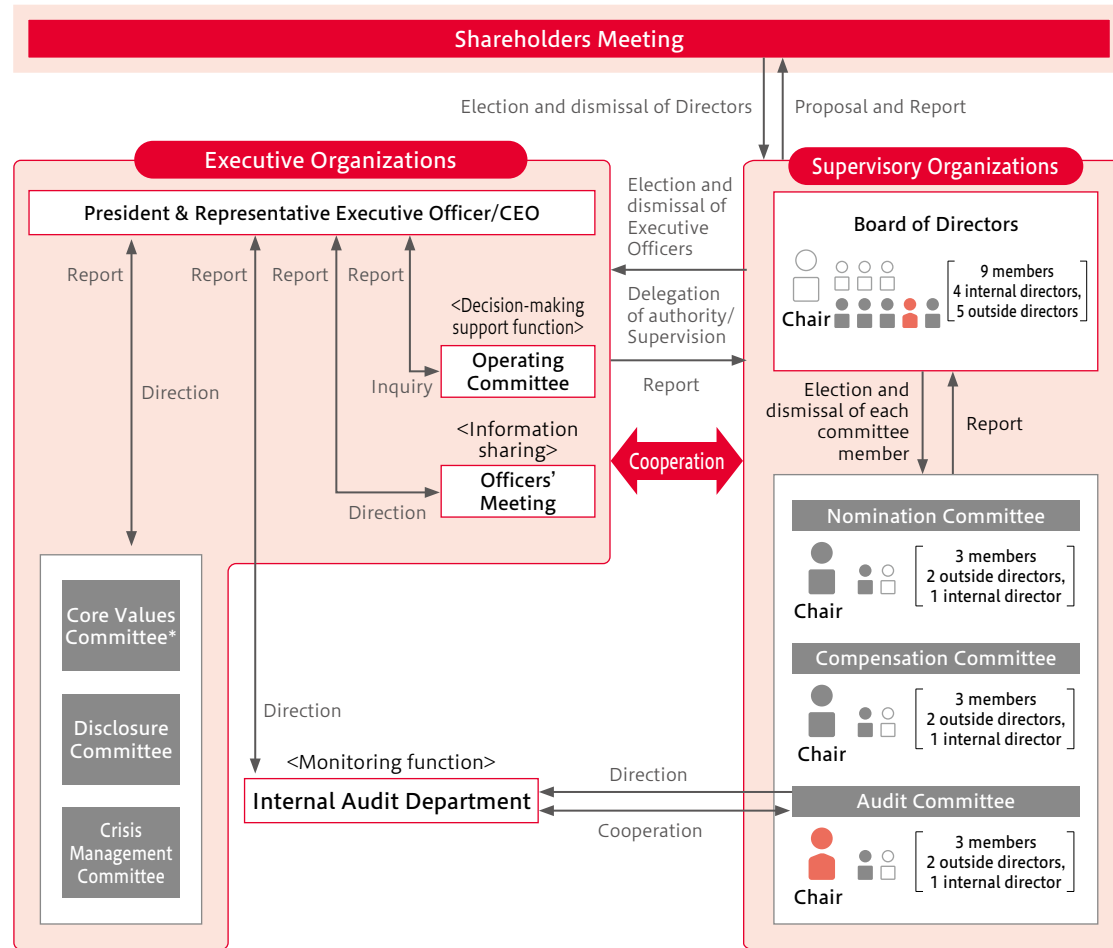 Shareholders Meeting
Election and dismissal of Directors
Proposal and Report
Executive Organizations
President & Representative Executive Officer/CEO
Report
Report
Report
Report
<Decision-making
support function>
Operating
Committee
Inquiry
Direction
<Information
sharing>
Officers'
Meeting
Direction
Core Values
Committee*
Disclosure
Committee
Crisis
Management
Committee
Direction
<Monitoring function>
Internal Audit Department
Election and
dismissal of
Executive
Officers
Delegation
of authority/
Supervision
Report
Cooperation
Direction
Cooperation
Supervisory Organizations
Board of Directors
Chair
9 members
4 internal directors,
5 outside directors
Election and
dismissal of each
committee
member
Report
Nomination Committee
Chair
3 members
2 outside directors,
1 internal director
Compensation Committee
Chair
3 members
2 outside directors,
1 internal director
Audit Committee
Chair
3 members
2 outside directors,
1 internal director